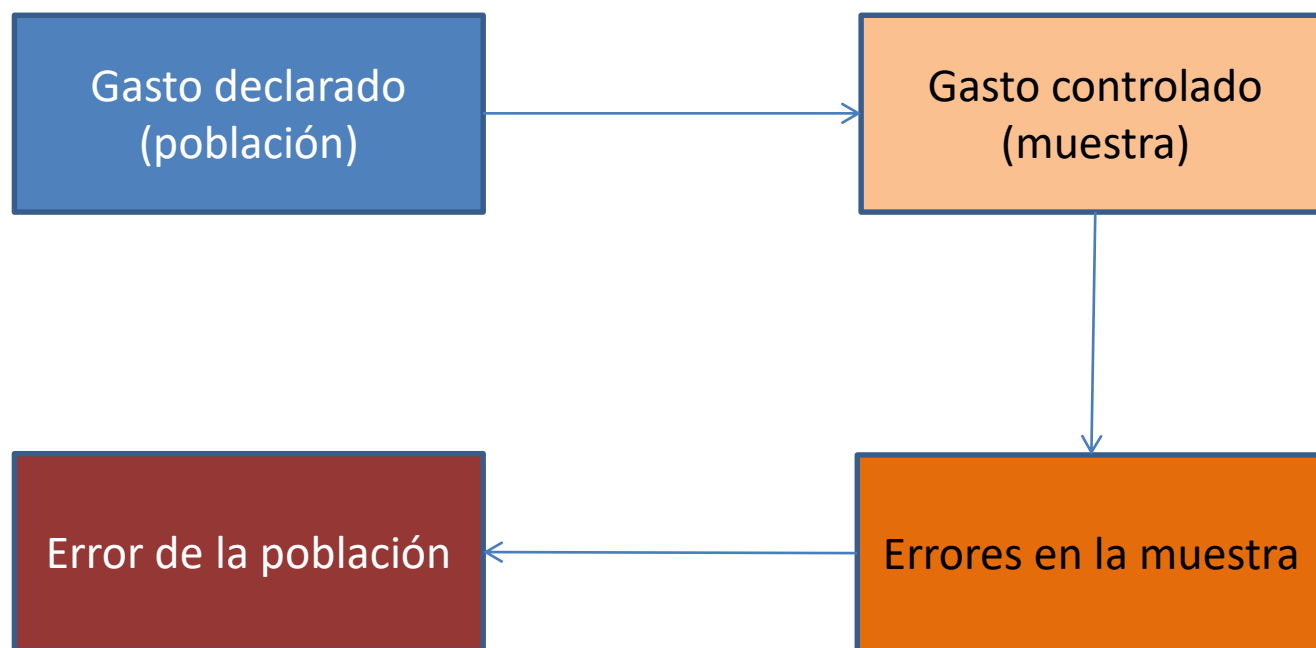 Gasto declarado
(población)
Gasto controlado
(muestra)
Error de la población
Errores en la muestra